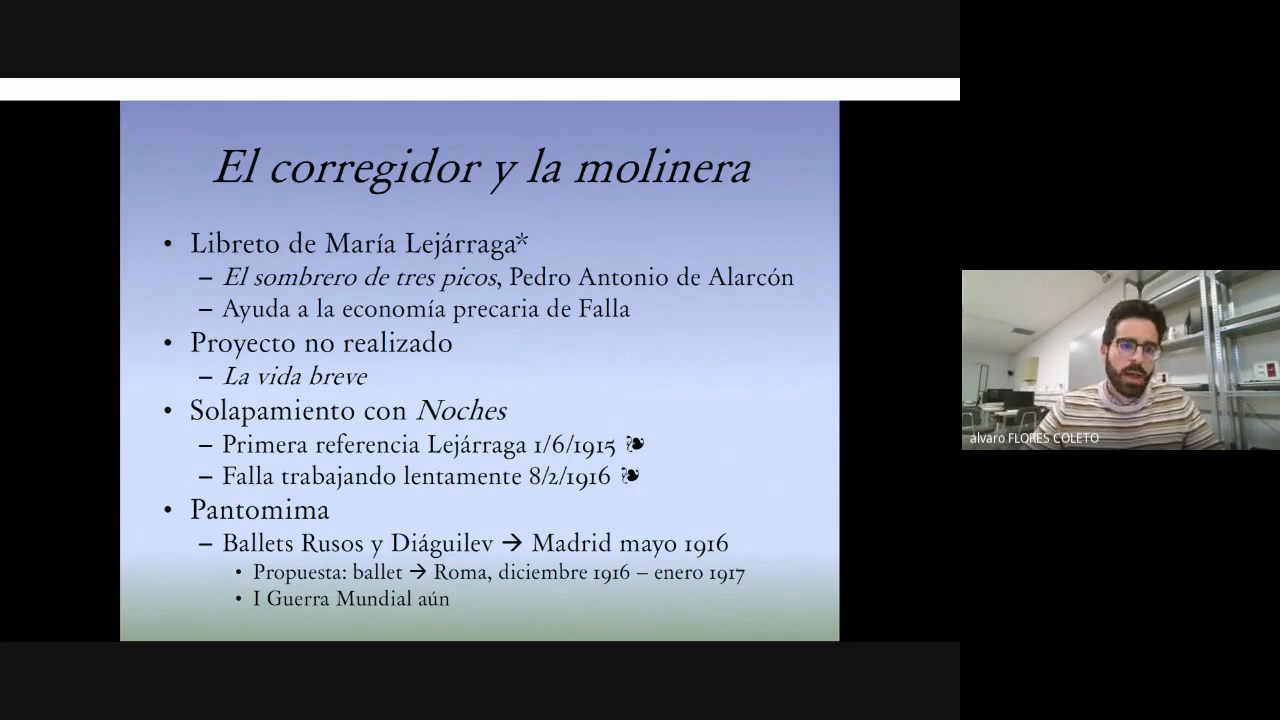 El corregidor y la molinera
• Libreto de María Lejárraga*
– El sombrero de tres picos, Pedro Antonio de Alarcón
– Ayuda a la economía precaria de Falla
• Proyecto no realizado
– La vida breve
• Solapamiento con Noches
– Primera referencia Lejárraga 1/6/1915 ❧
– Falla trabajando lentamente 8/2/1916 ❧
• Pantomima
– Ballets Rusos y Diáguilev → Madrid mayo 1916
• Propuesta: ballet → Roma, diciembre 1916 – enero 1917
• I Guerra Mundial aún
alvaro FLORES COLETO